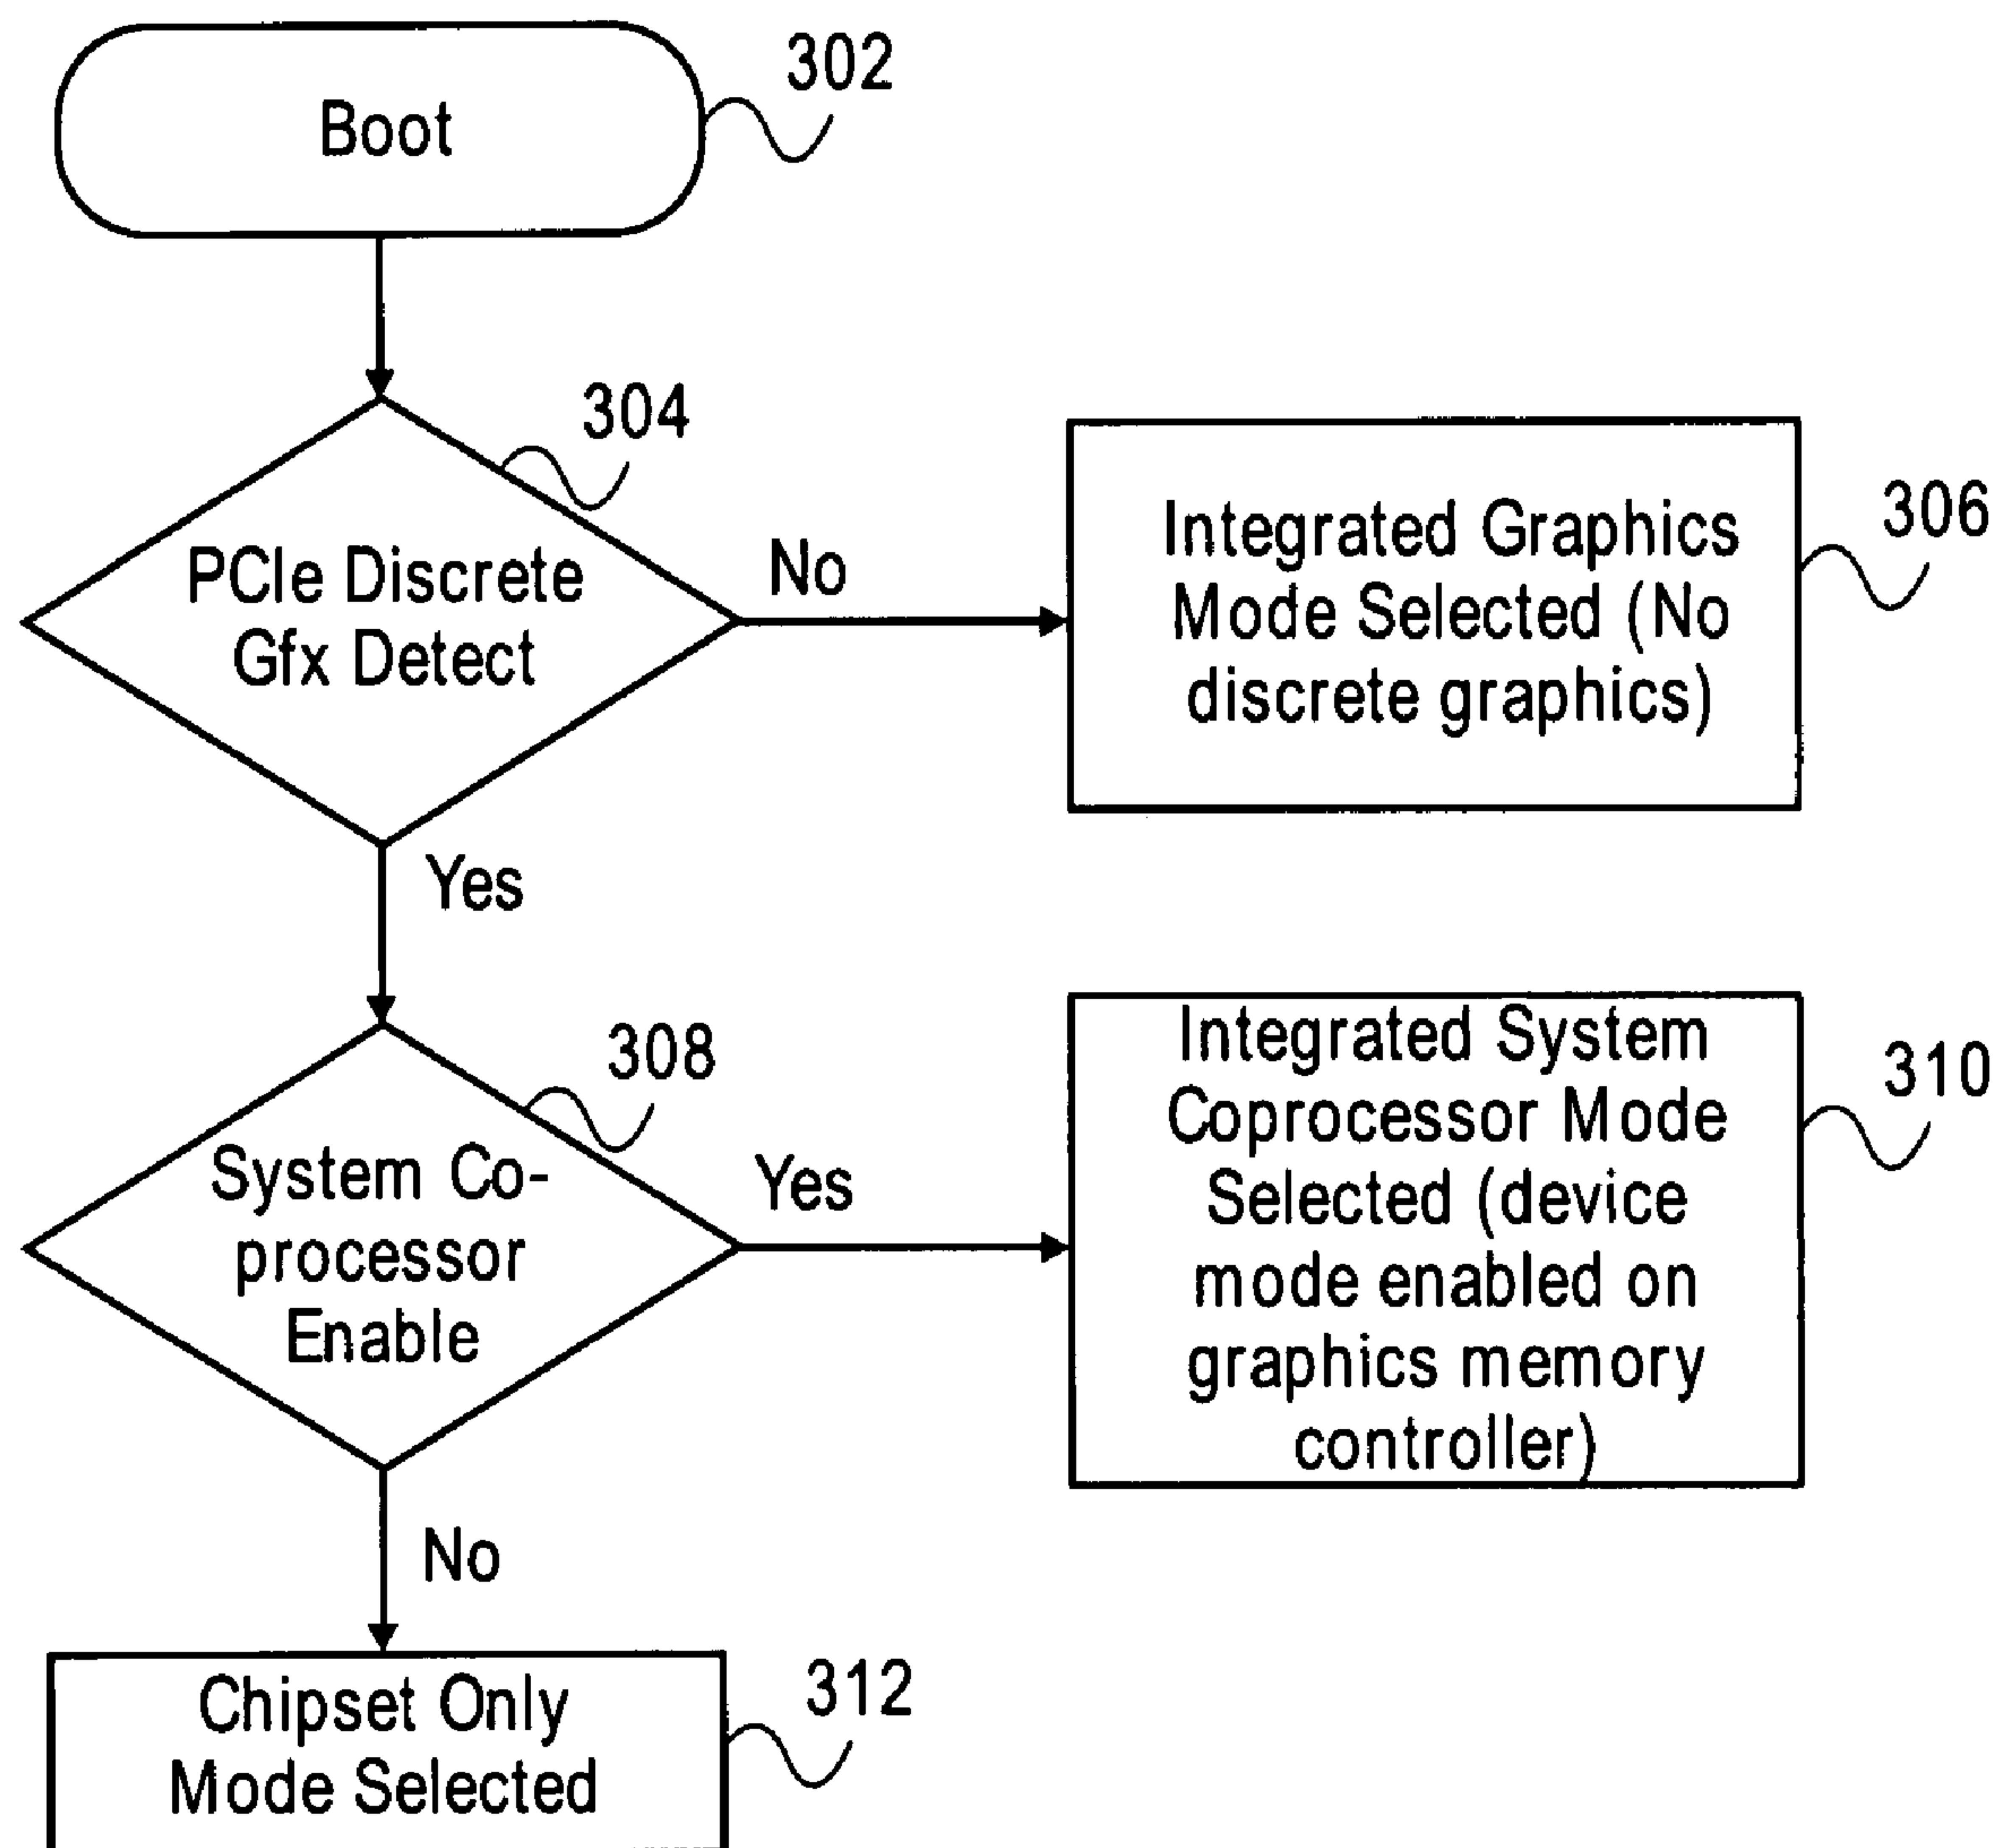 Boot
302
304
PCIe Discrete
Gfx Detect
No
Integrated Graphics
Mode Selected (No
discrete graphics)
306
Yes
308
System Co-
processor
Enable
Yes
Integrated System
Coprocessor Mode
Selected (device
mode enabled on
graphics memory
controller)
310
No
Chipset Only
Mode Selected
312